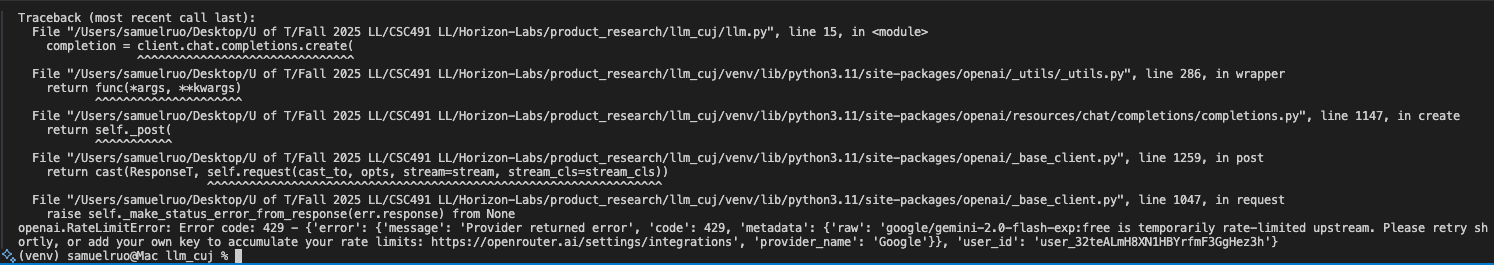 Traceback (most recent call last):
  File "/Users/samuelruo/Desktop/U of T/Fall 2025 LL/CSC491 LL/Horizon-Labs/product_research/llm_cuj/llm.py", line 15, in <module>
    completion = client.chat.completions.create(
                 ^^^^^^^^^^^^^^^^^^^^^^^^^^^^^^^
  File "/Users/samuelruo/Desktop/U of T/Fall 2025 LL/CSC491 LL/Horizon-Labs/product_research/llm_cuj/venv/lib/python3.11/site-packages/openai/_utils/_utils.py", line 286, in wrapper
    return func(*args, **kwargs)
           ^^^^^^^^^^^^^^^^^^^^^
  File "/Users/samuelruo/Desktop/U of T/Fall 2025 LL/CSC491 LL/Horizon-Labs/product_research/llm_cuj/venv/lib/python3.11/site-packages/openai/resources/chat/completions/completions.py", line 1147, in create
    return self._post(
           ^^^^^^^^^^^
  File "/Users/samuelruo/Desktop/U of T/Fall 2025 LL/CSC491 LL/Horizon-Labs/product_research/llm_cuj/venv/lib/python3.11/site-packages/openai/_base_client.py", line 1259, in post
    return cast(ResponseT, self.request(cast_to, opts, stream=stream, stream_cls=stream_cls))
                           ^^^^^^^^^^^^^^^^^^^^^^^^^^^^^^^^^^^^^^^^^^^^^^^^^^^^^^^^^^^^^^^^^
  File "/Users/samuelruo/Desktop/U of T/Fall 2025 LL/CSC491 LL/Horizon-Labs/product_research/llm_cuj/venv/lib/python3.11/site-packages/openai/_base_client.py", line 1047, in request
    raise self._make_status_error_from_response(err.response) from None
openai.RateLimitError: Error code: 429 - {'error': {'message': 'Provider returned error', 'code': 429, 'metadata': {'raw': 'google/gemini-2.0-flash-exp:free is temporarily rate-limited upstream. Please retry sh
ortly, or add your own key to accumulate your rate limits: https://openrouter.ai/settings/integrations', 'provider_name': 'Google'}}, 'user_id': 'user_32teALmH8XN1HBYrfmF3GgHez3h'}
(venv) samuelruo@Mac llm_cuj %